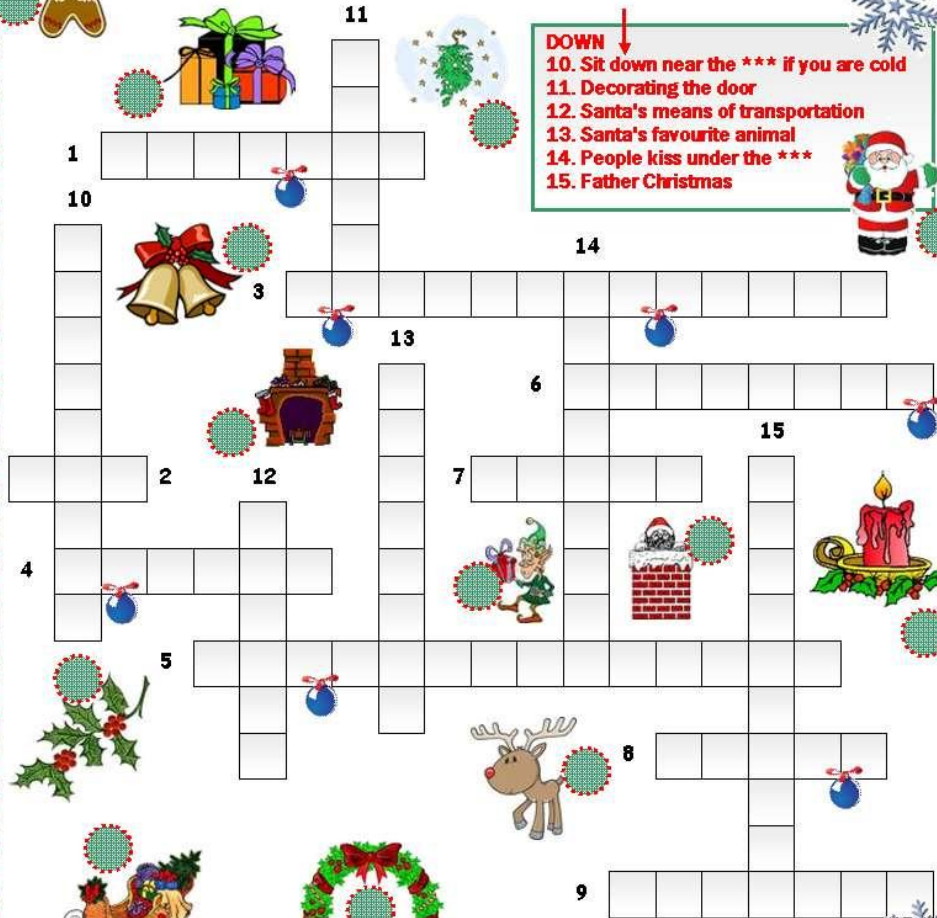 11
DOWN
10. Sit down near the *** if you are cold
11. Decorating the door
12. Santa's means of transportation
13. Santa's favourite animal
14. People kiss under the ***
15. Father Christmas
1
10
14
3
13
6
15
2
12
7
4
5
8
9